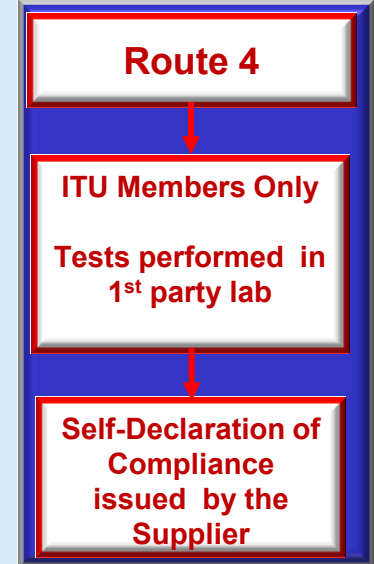 Route 4
ITU Members Only
Tests performed in
1st party lab
Self-Declaration of
Compliance
issued by the
Supplier